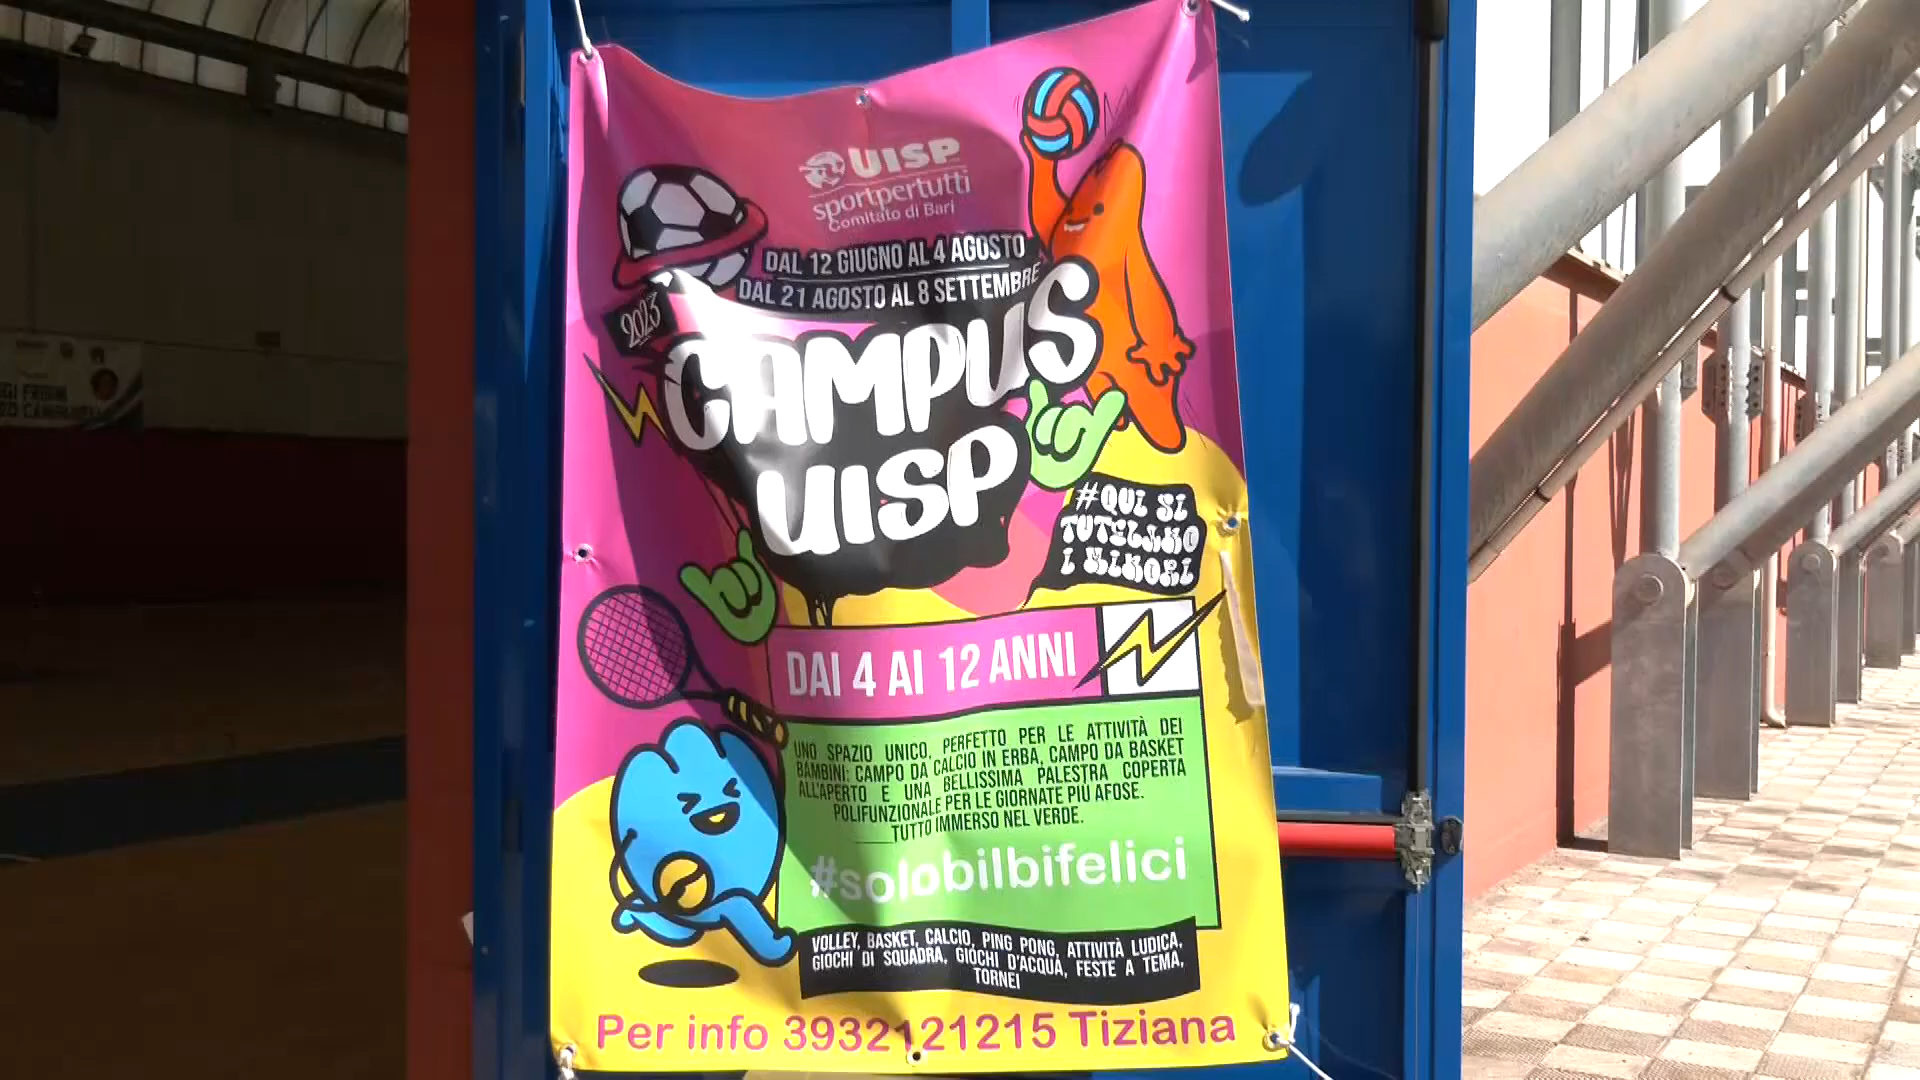 UISP
sportpertutti
Comitato di Bari
DAL 12 GIUGNO AL 4 AGOSTO
DAL 21 AGOSTO AL 8 SETTEMBRE
2023
CAMPUS
UISP
#QUI SI
TUTELANO
I MINORI
DAI 4 AI 12 ANNI
UNO SPAZIO UNICO, PERFETTO PER LE ATTIVITÀ DEI
BAMBINI: CAMPO DA CALCIO IN ERBA, CAMPO DA BASKET
ALL'APERTO E UNA BELLISSIMA PALESTRA COPERTA
POLIFUNZIONALE PER LE GIORNATE PIU AFOSE.
TUTTO IMMERSO NEL VERDE.
#solobilbifelici
VOLLEY, BASKET, CALCIO, PING PONG, ATTIVITÀ LUDICA,
GIOCHI DI SQUADRA, GIOCHI D'ACQUA, FESTE A TEMA,
TORNEI
Per info 3932121215 Tiziana